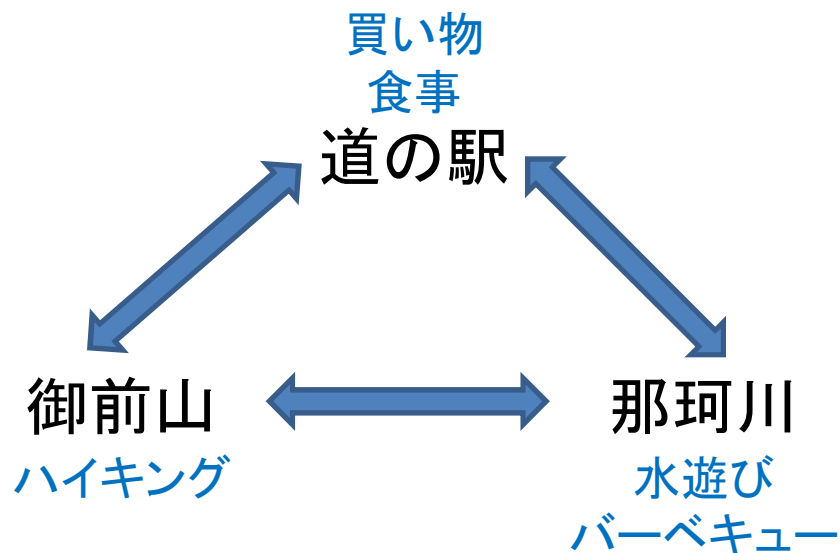 買い物
食事
道の駅
御前山
ハイキング
那珂川
水遊び
バーベキュー